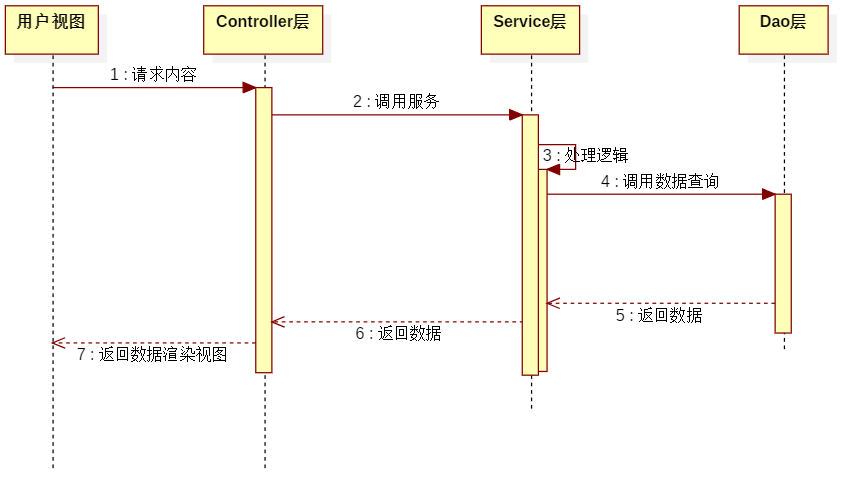 用户视图
Controller层
Service层
Dao层
1 : 请求内容
2 : 调用服务
3 : 处理逻辑
4 : 调用数据查询
5 : 返回数据
6 : 返回数据
7 : 返回数据渲染视图